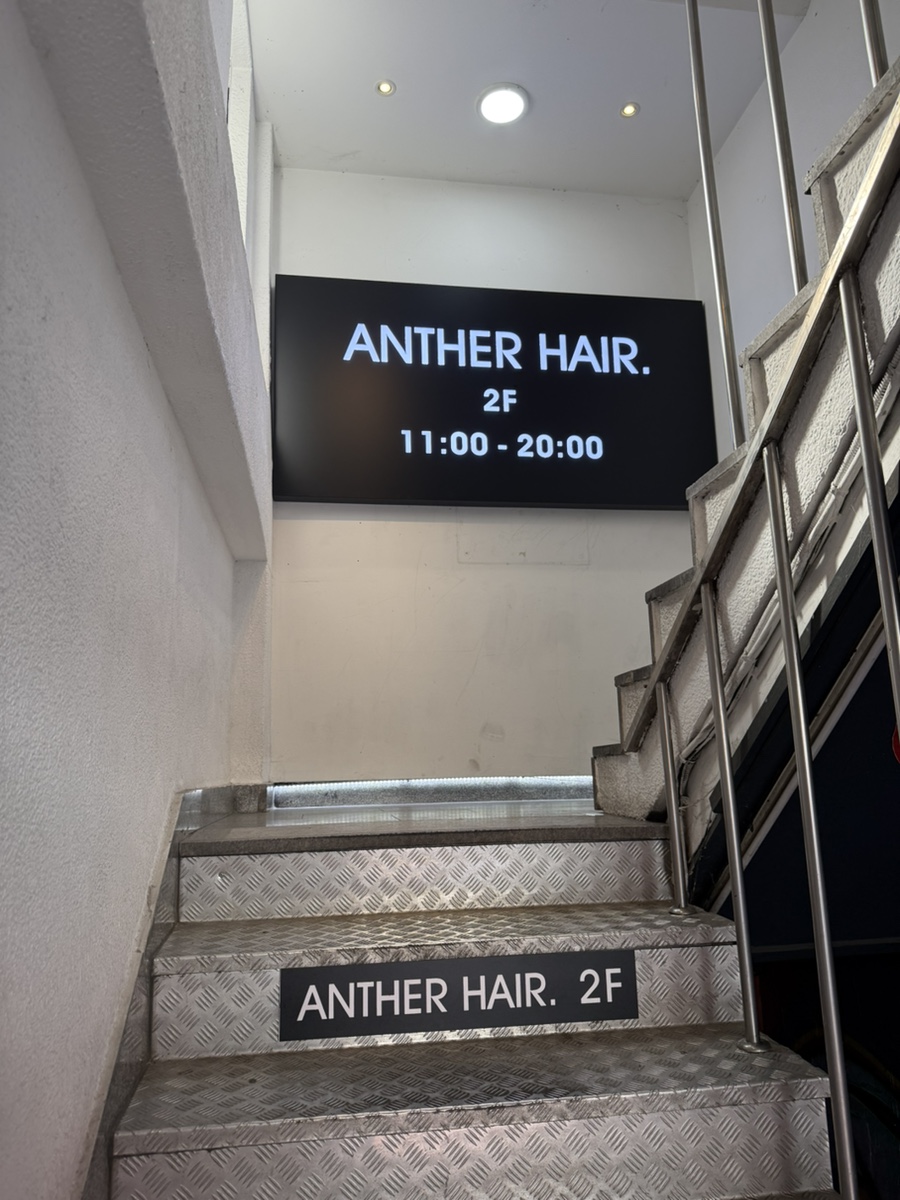 ANTHER HAIR.
2F
11:00 - 20:00
ANTHER HAIR. 2F